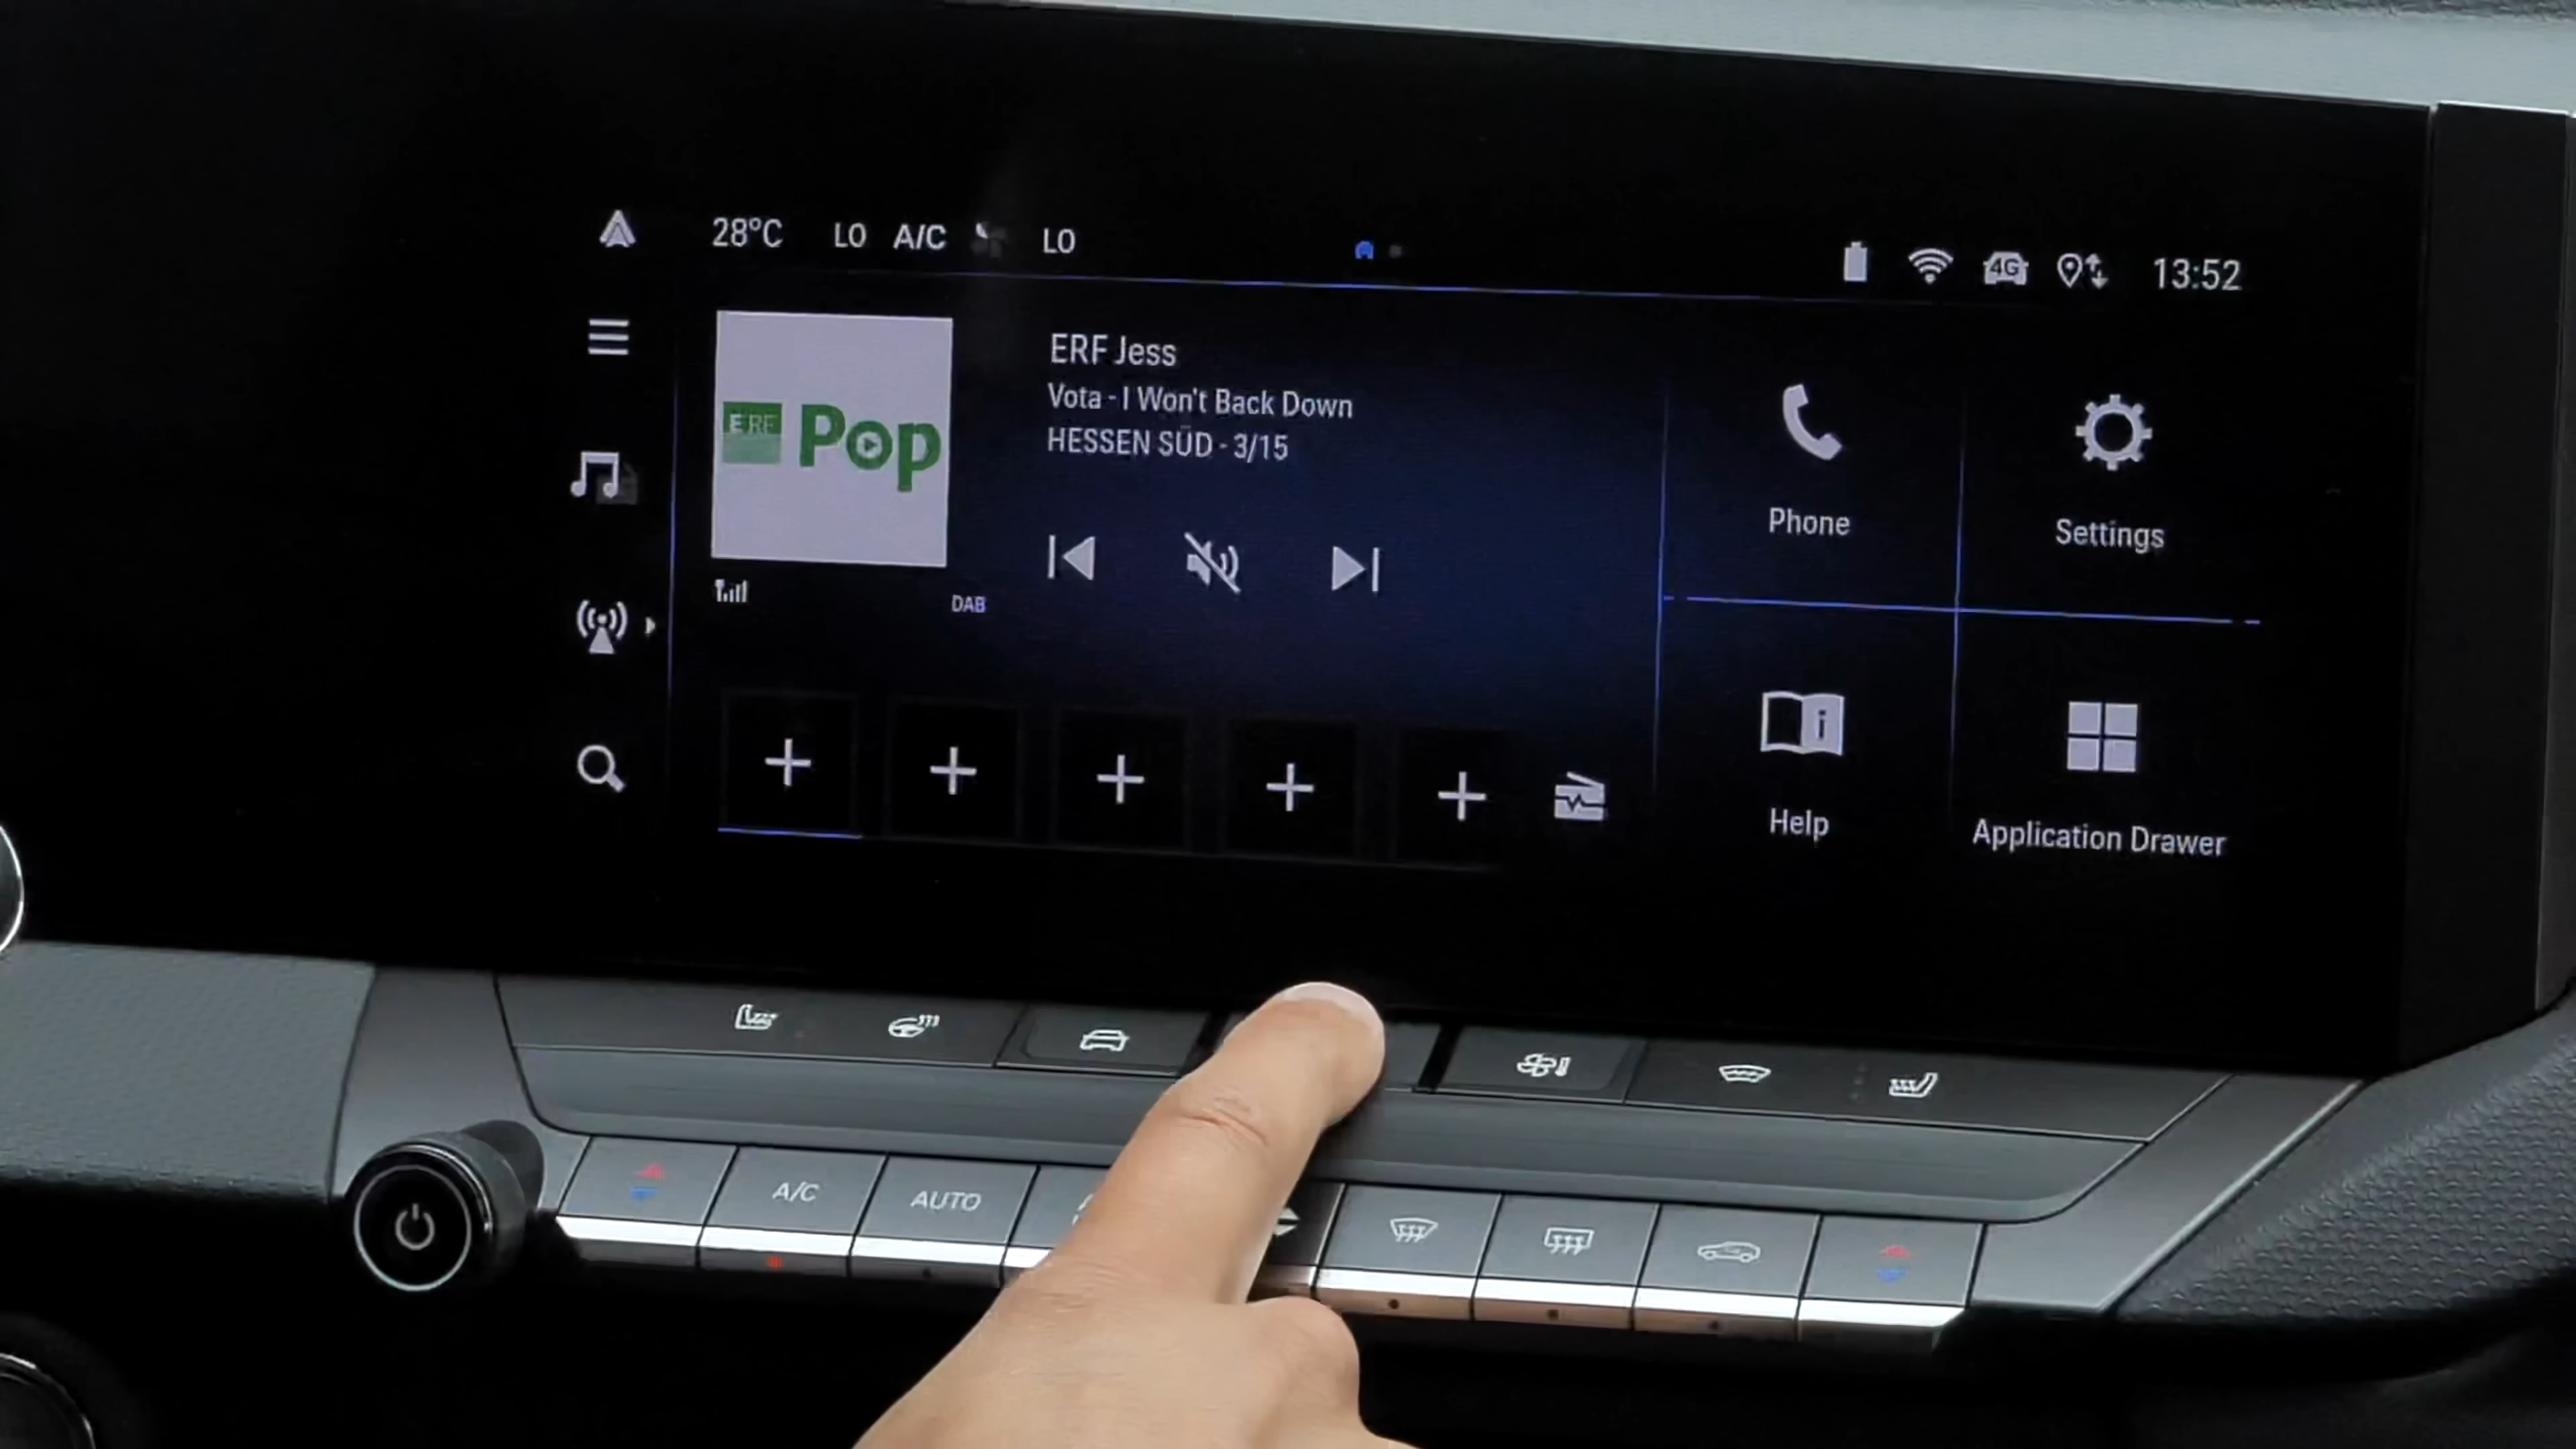 28°C LO A/C LO
4G 13:52
ERF Pop
ERF Jess
Vota - I Won't Back Down
HESSEN SÜD - 3/15
DAB
Phone
Settings
Help
Application Drawer
A/C
AUTO